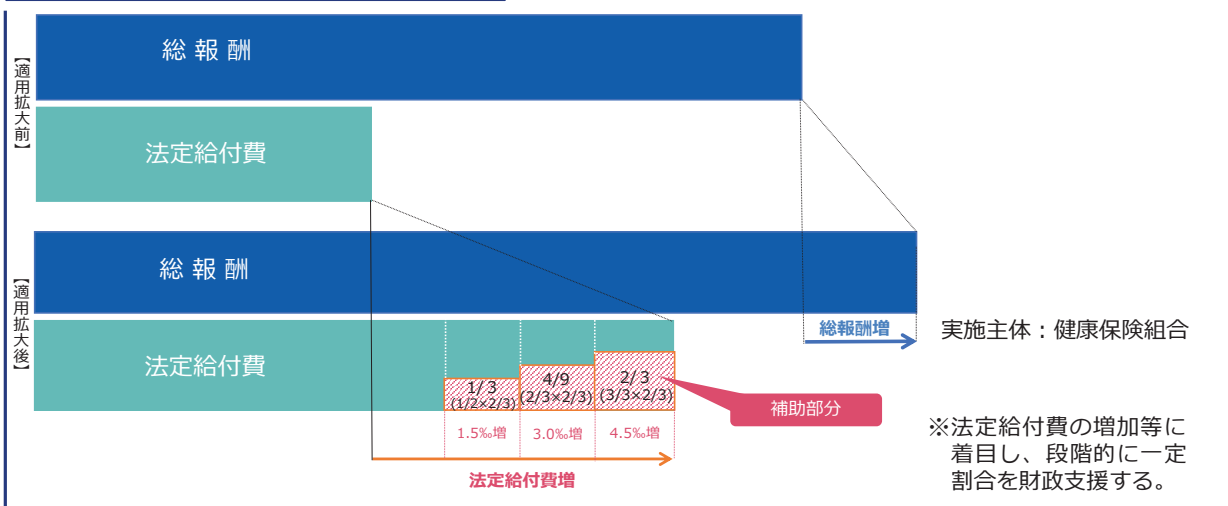 【適用拡大前】
総報酬
法定給付費
【適用拡大後】
総報酬
法定給付費
総報酬増
実施主体：健康保険組合
1/3
(1/2×2/3)
4/9
(2/3×2/3)
2/3
(3/3×2/3)
補助部分
1.5‰増
3.0‰増
4.5‰増
法定給付費増
※法定給付費の増加等に
着目し、段階的に一定
割合を財政支援する。